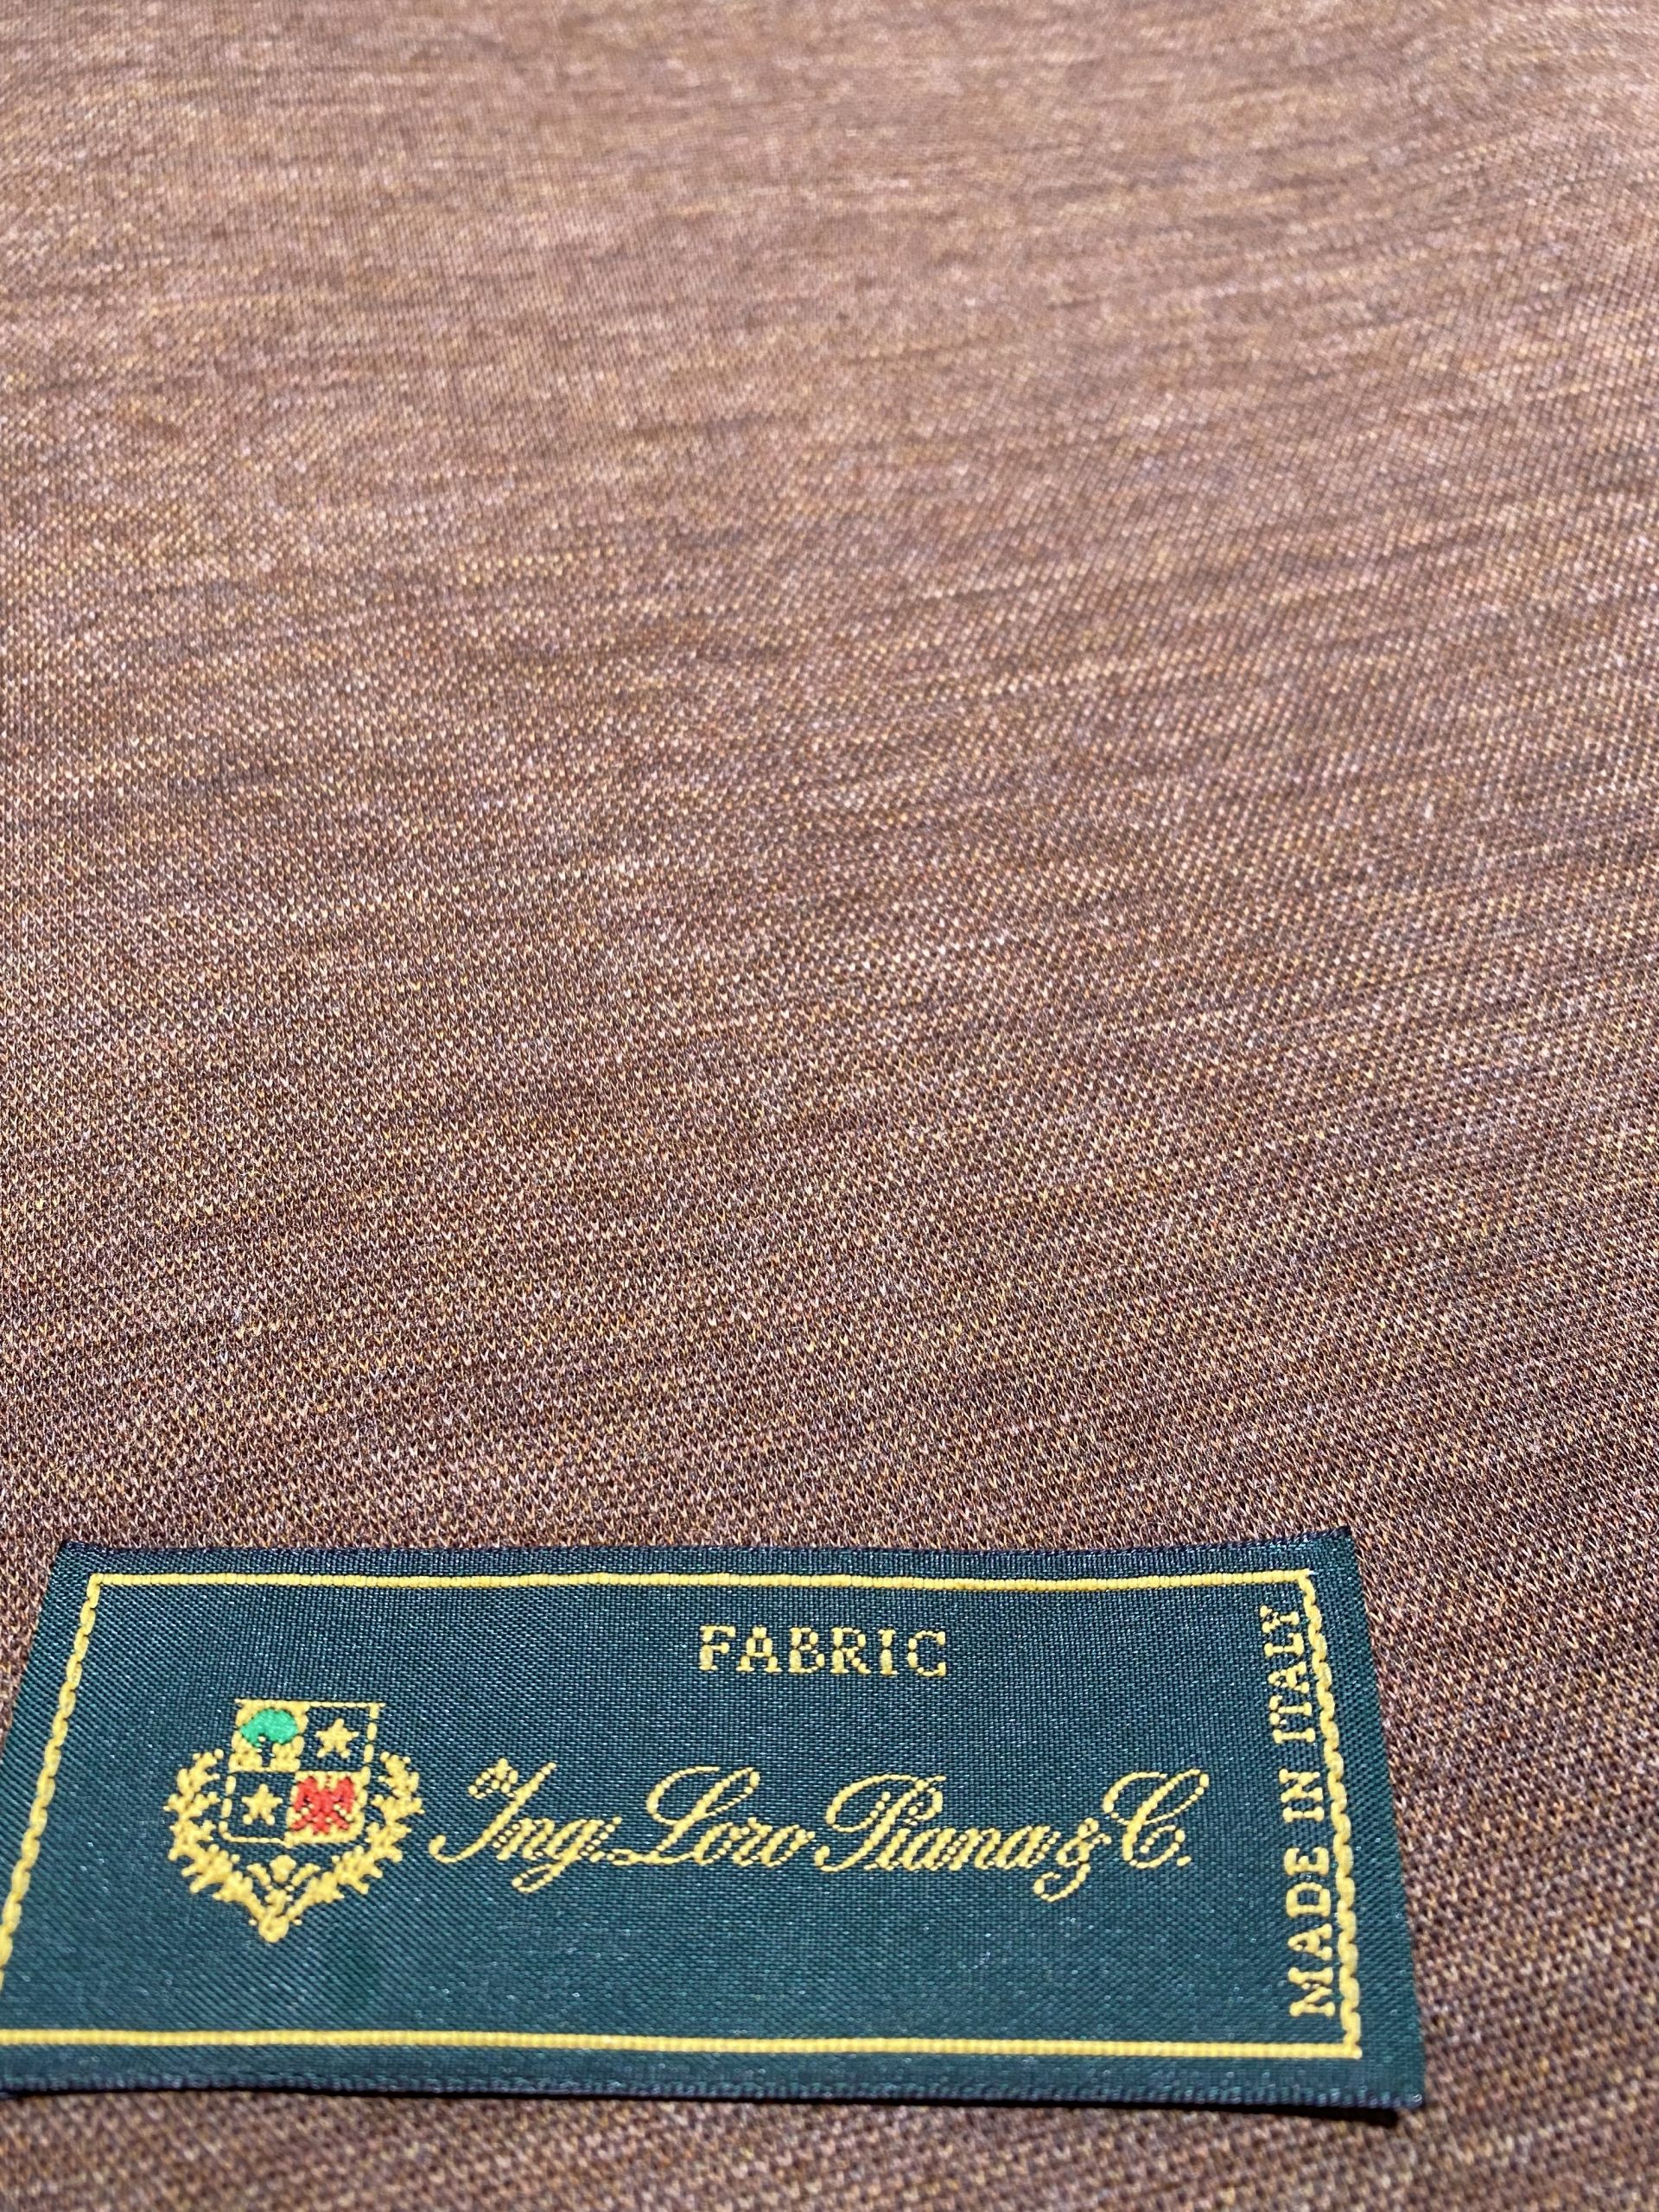 FABRIC
Ing. Loro Piana & C.
MADE IN ITALY